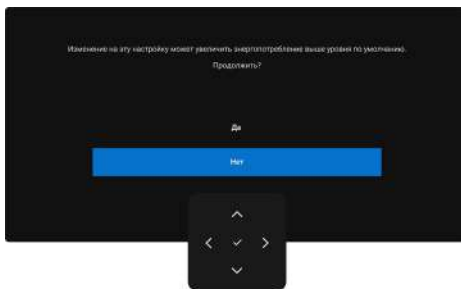 Изменение на эту настройку может увеличить энергопотребление выше уровня по умолчанию.
Продолжить?
Да
Нет